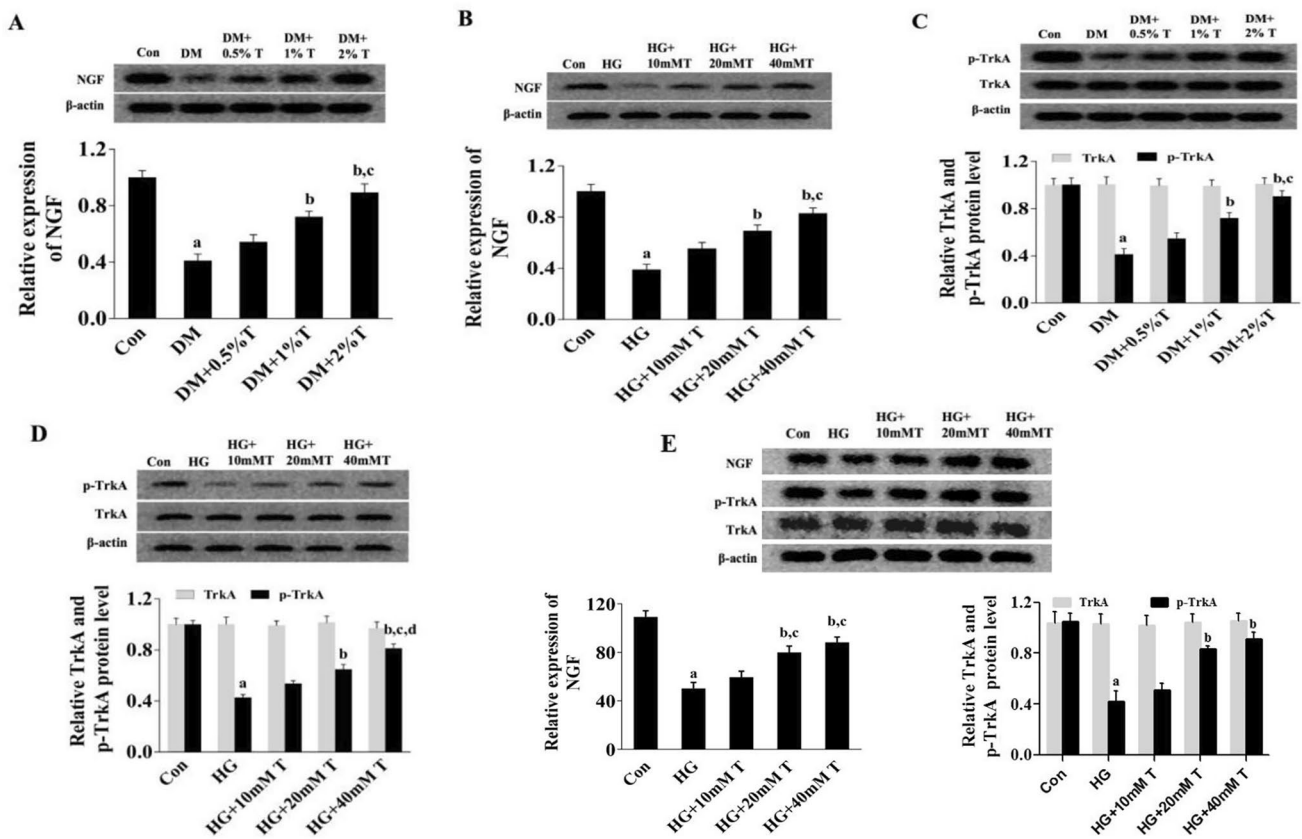 A
Con DM DM+ 0.5% T DM+ 1% T DM+ 2% T
NGF
β-actin
Relative expression of NGF
1.2
0.8
0.4
0.0
a
b
b,c
Con DM DM+0.5%T DM+1%T DM+2%T
B
Con HG HG+ 10mMT HG+ 20mMT HG+ 40mMT
NGF
β-actin
Relative expression of NGF
1.2
0.8
0.4
0.0
a
b
b,c
Con HG HG+10mM T HG+20mM T HG+40mM T
C
Con DM DM+ 0.5% T DM+ 1% T DM+ 2% T
p-TrkA
TrkA
β-actin
TrkA p-TrkA
Relative TrkA and p-TrkA protein level
1.2
0.8
0.4
0.0
a
b
b,c
Con DM DM+0.5%T DM+1%T DM+2%T
D
Con HG HG+ 10mMT HG+ 20mMT HG+ 40mMT
p-TrkA
TrkA
β-actin
TrkA p-TrkA
Relative TrkA and p-TrkA protein level
1.2
0.8
0.4
0.0
a
b
b,c,d
Con HG HG+10mM T HG+20mM T HG+40mM T
E
Con HG HG+ 10mMT HG+ 20mMT HG+ 40mMT
NGF
p-TrkA
TrkA
β-actin
Relative expression of NGF
120
80
40
0
a
b,c
b,c
Con HG HG+10mM T HG+20mM T HG+40mM T
TrkA p-TrkA
Relative TrkA and p-TrkA protein level
1.2
0.8
0.4
0.0
a
b
b
Con HG HG+10mM T HG+20mM T HG+40mM T